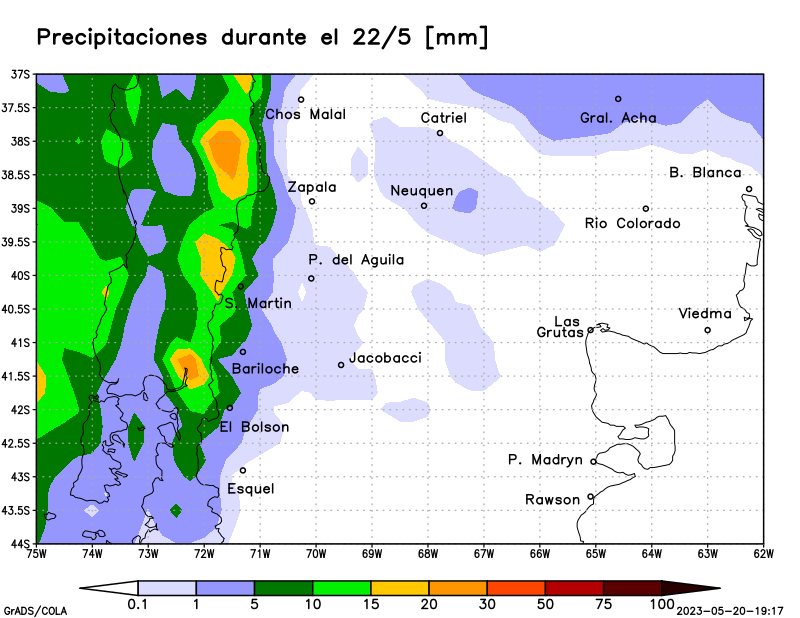 Precipitaciones durante el 22/5 [mm]
37S
37.5S
38S
38.5S
39S
39.5S
40S
40.5S
41S
41.5S
42S
42.5S
43S
43.5S
44S
Chos Malal
Catriel
Gral. Acha
B. Blanca
Zapala
Neuquen
Rio Colorado
P. del Aguila
S. Martin
Las
Grutas
Viedma
Bariloche
Jacobacci
El Bolson
P. Madryn
Esquel
Rawson
75W 74W 73W 72W 71W 70W 69W 68W 67W 66W 65W 64W 63W 62W
0.1 1 5 10 15 20 30 50 75 100
GrADS/COLA 2023-05-20-19:17